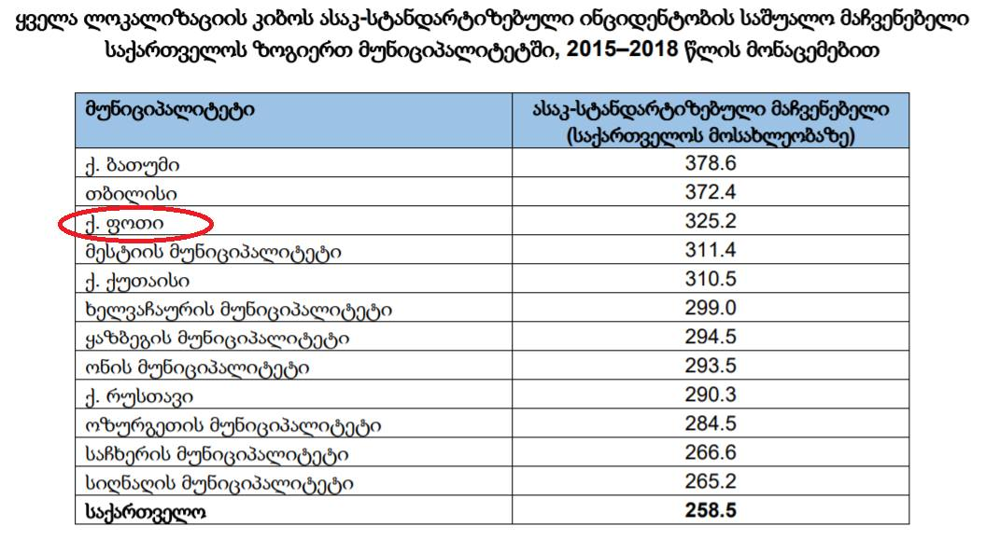 ყველა ლოკალიზაციის კიბოს ასაკ-სტანდარტიზებული ინციდენტობის საშუალო მაჩვენებელი
საქართველოს ზოგიერთ მუნიციპალიტეტში, 2015–2018 წლის მონაცემებით
მუნიციპალიტეტი ასაკ-სტანდარტიზებული მაჩვენებელი
(საქართველოს მოსახლეობაზე)
ქ. ბათუმი 378.6
თბილისი 372.4
ქ. ფოთი 325.2
მესტიის მუნიციპალიტეტი 311.4
ქ. ქუთაისი 310.5
ხელვაჩაურის მუნიციპალიტეტი 299.0
ყაზბეგის მუნიციპალიტეტი 294.5
ონის მუნიციპალიტეტი 293.5
ქ. რუსთავი 290.3
ოზურგეთის მუნიციპალიტეტი 284.5
საჩხერის მუნიციპალიტეტი 266.6
სიღნაღის მუნიციპალიტეტი 265.2
საქართველო 258.5